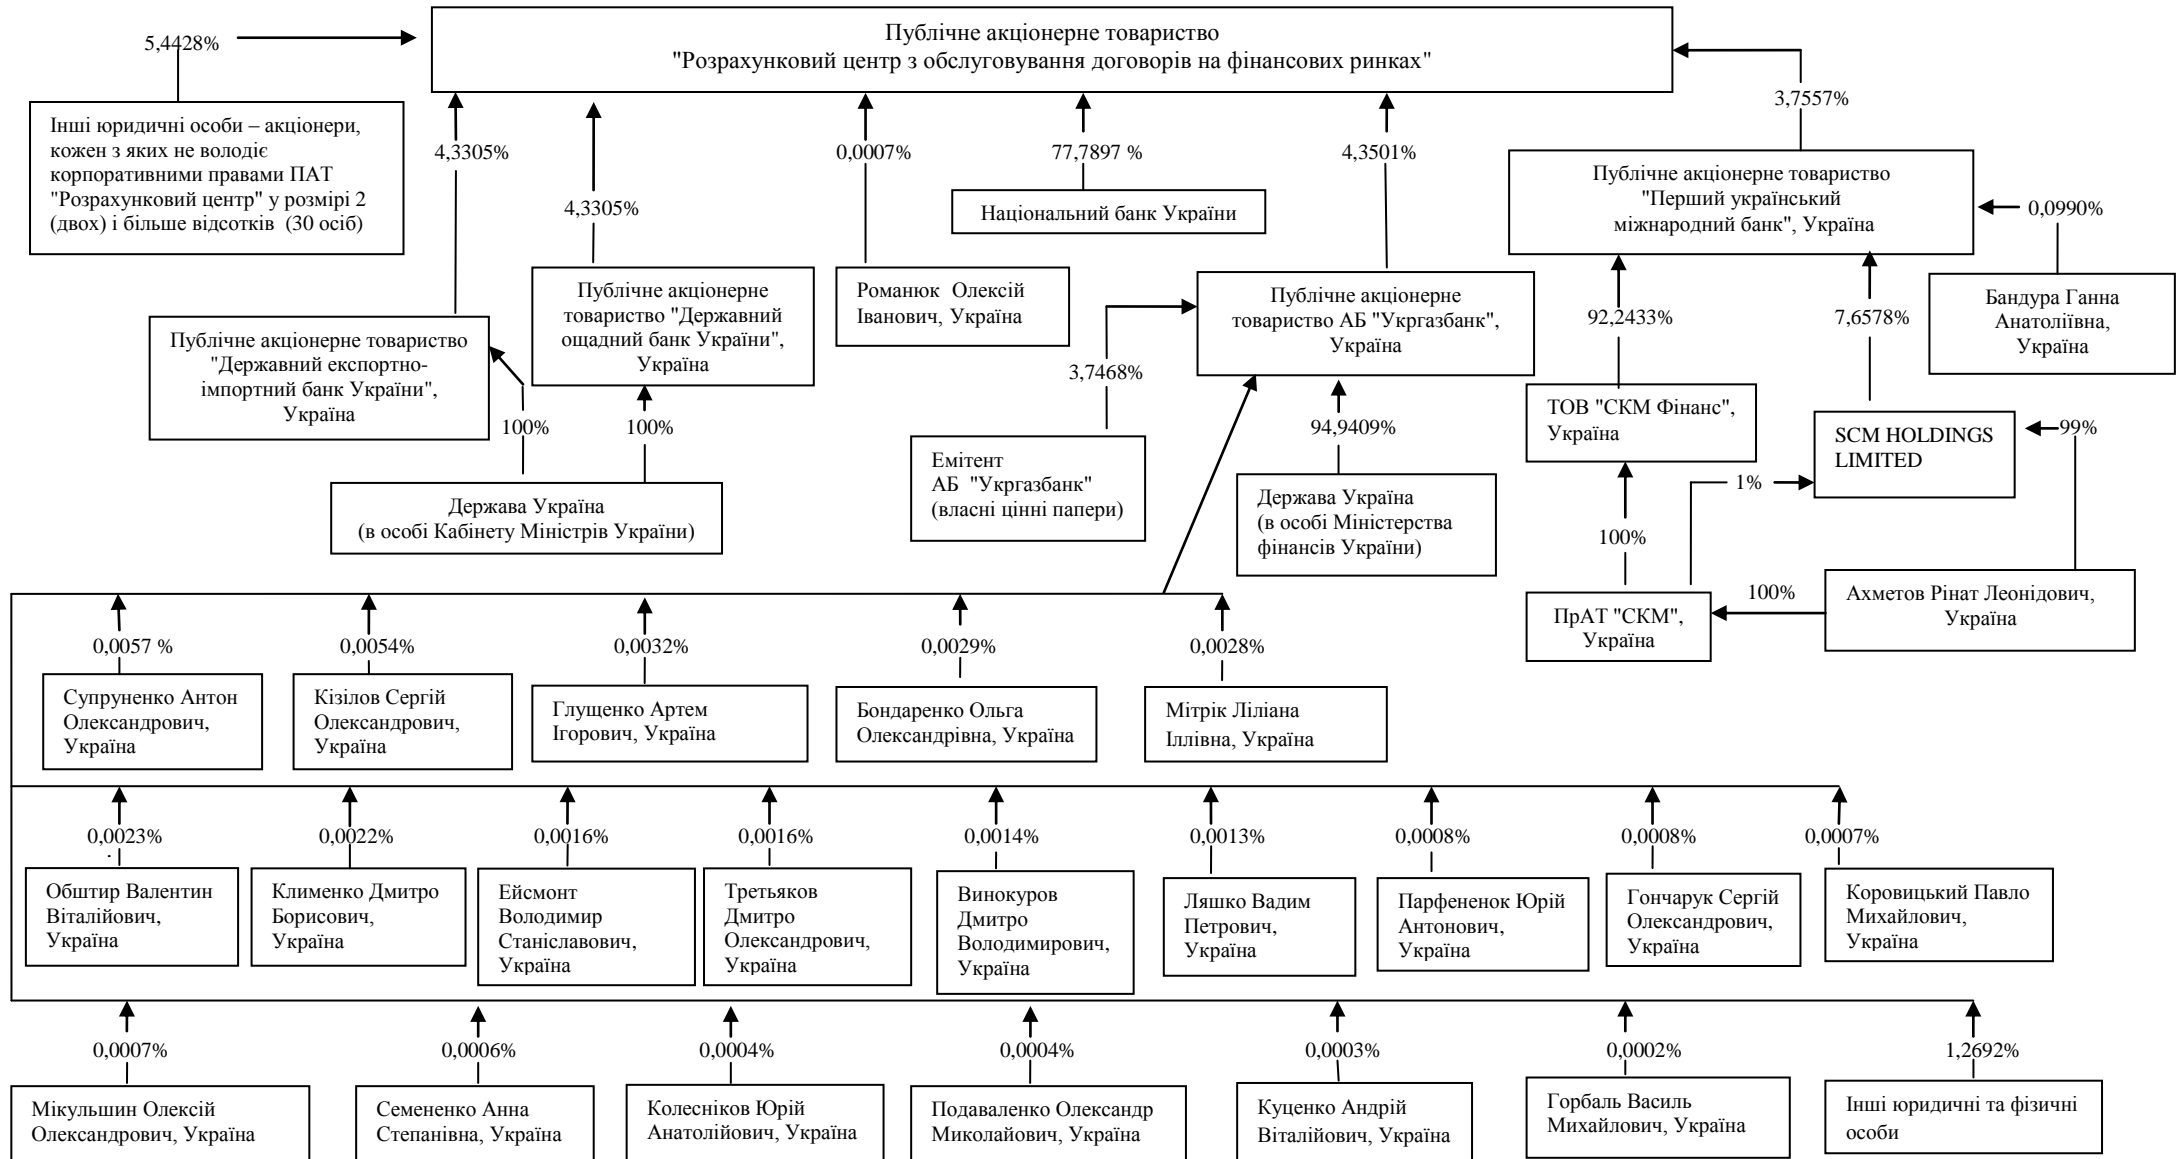 Публічне акціонерне товариство
"Розрахунковий центр з обслуговування договорів на фінансових ринках"
5,4428%
3,7557%
Інші юридичні особи – акціонери,
кожен з яких не володіє
корпоративними правами ПАТ
"Розрахунковий центр" у розмірі 2
(двох) і більше відсотків (30 осіб)
4,3305%
4,3305%
0,0007%
77,7897 %
4,3501%
Національний банк України
Публічне акціонерне товариство
"Перший український
міжнародний банк", Україна
0,0990%
Публічне акціонерне товариство
"Державний експортно-
імпортний банк України",
Україна
Публічне акціонерне
товариство "Державний
ощадний банк України",
Україна
Романюк Олексій
Іванович, Україна
Публічне акціонерне
товариство АБ "Укргазбанк",
Україна
92,2433%
7,6578%
Бандура Ганна
Анатоліївна,
Україна
3,7468%
100%
100%
94,9409%
ТОВ "СКМ Фінанс",
Україна
SCM HOLDINGS
LIMITED
99%
Держава Україна
(в особі Кабінету Міністрів України)
Емітент
АБ "Укргазбанк"
(власні цінні папери)
Держава Україна
(в особі Міністерства
фінансів України)
1%
100%
100%
ПрАТ "СКМ",
Україна
Ахметов Рінат Леонідович,
Україна
0,0057 %
0,0054%
0,0032%
0,0029%
0,0028%
Супруненко Антон
Олександрович,
Україна
Кізілов Сергій
Олександрович,
Україна
Глущенко Артем
Ігорович, Україна
Бондаренко Ольга
Олександрівна, Україна
Мітрік Ліліана
Іллівна, Україна
0,0023%
0,0022%
0,0016%
0,0016%
0,0014%
0,0013%
0,0008%
0,0008%
0,0007%
Обштир Валентин
Віталійович,
Україна
Клименко Дмитро
Борисович,
Україна
Ейсмонт
Володимир
Станіславович,
Україна
Третьяков
Дмитро
Олександрович,
Україна
Винокуров
Дмитро
Володимирович,
Україна
Ляшко Вадим
Петрович,
Україна
Парфененок Юрій
Антонович,
Україна
Гончарук Сергій
Олександрович,
Україна
Коровицький Павло
Михайлович,
Україна
0,0007%
0,0006%
0,0004%
0,0004%
0,0003%
0,0002%
1,2692%
Мікульшин Олексій
Олександрович, Україна
Семененко Анна
Степанівна, Україна
Колесніков Юрій
Анатолійович, Україна
Подаваленко Олександр
Миколайович, Україна
Куценко Андрій
Віталійович, Україна
Горбаль Василь
Михайлович, Україна
Інші юридичні та фізичні
особи